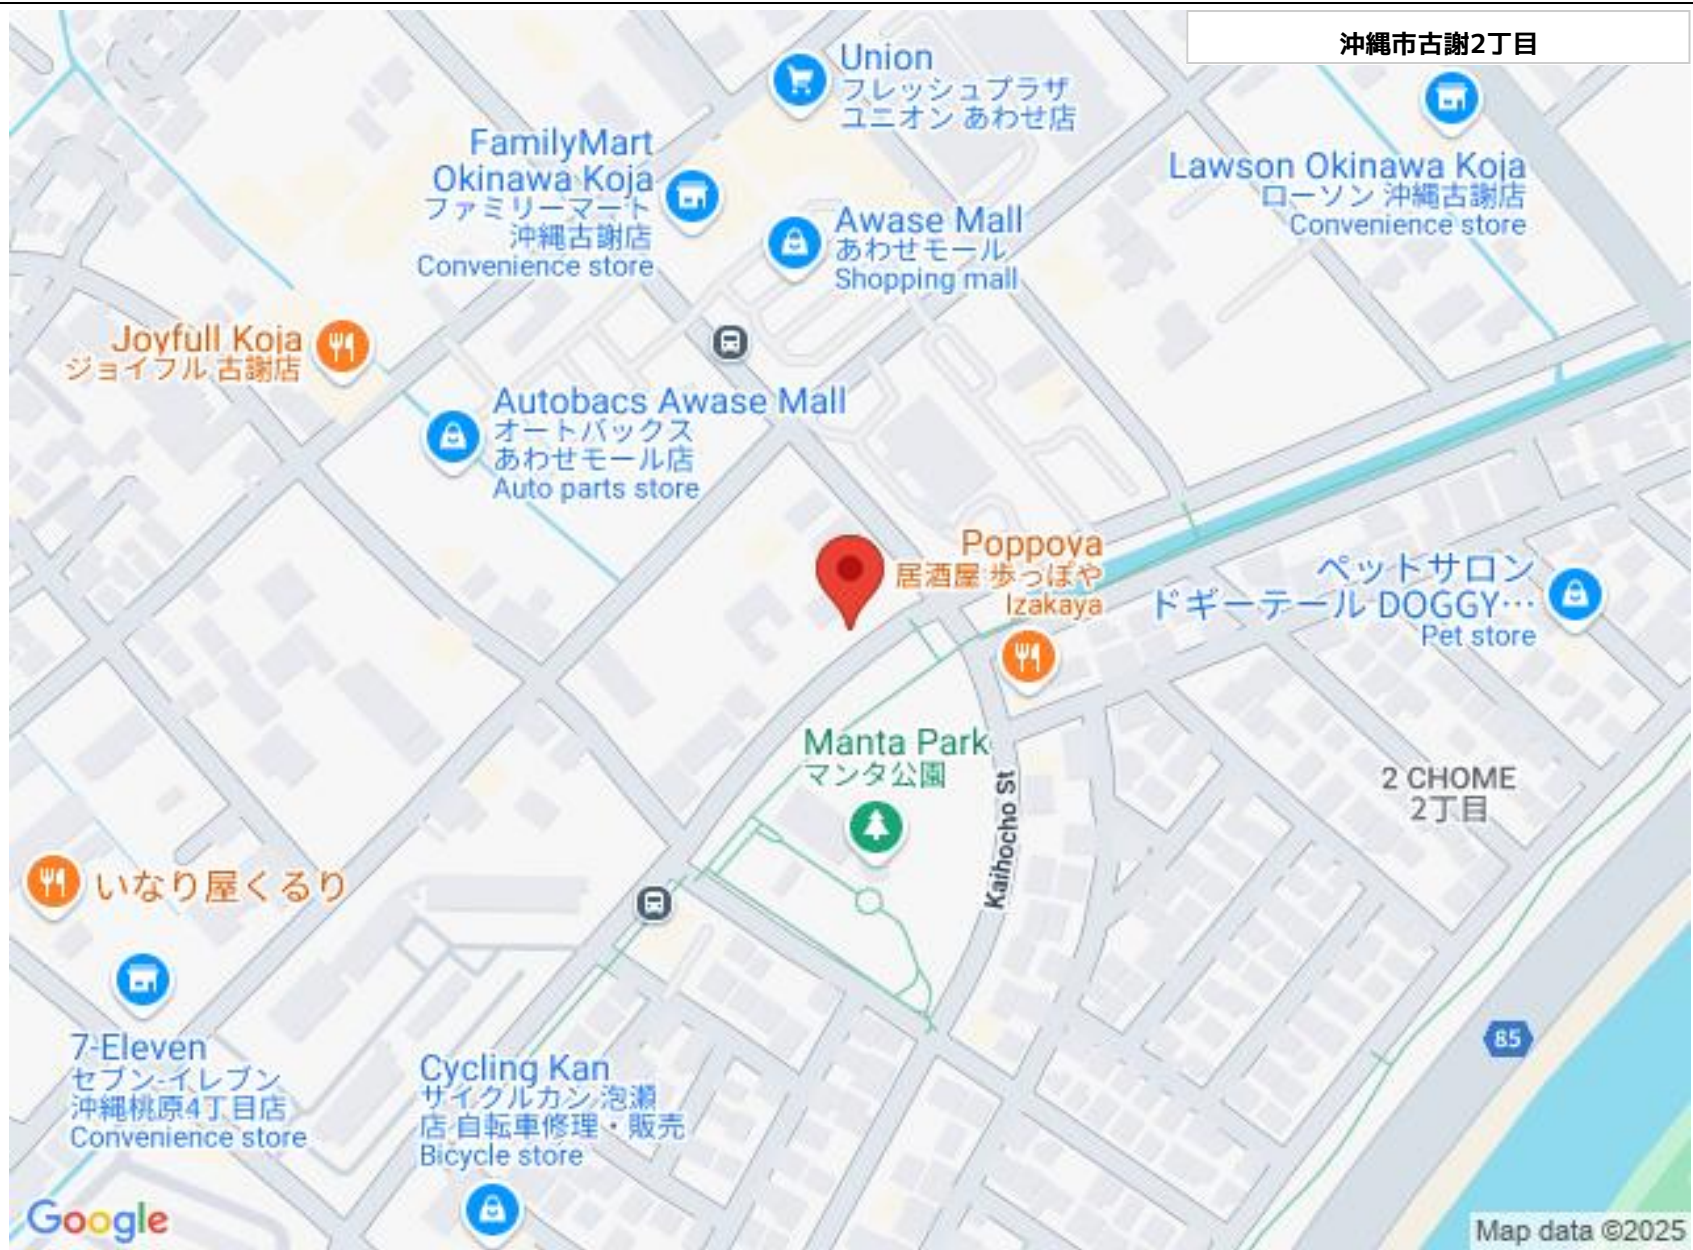 沖縄市古謝2丁目
Union
フレッシュプラザ
ユニオン あわせ店
FamilyMart
Okinawa Koja
ファミリーマート
沖縄古謝店
Convenience store
Lawson Okinawa Koja
ローソン 沖縄古謝店
Convenience store
Awase Mall
あわせモール
Shopping mall
Joyfull Koja
ジョイフル 古謝店
Autobacs Awase Mall
オートバックス
あわせモール店
Auto parts store
Poppoya
居酒屋 歩っぽや
Izakaya
ペットサロン
ドギーテール DOGGY…
Pet store
Manta Park
マンタ公園
Kaihocho St
2 CHOME
2丁目
いなり屋くるり
7-Eleven
セブン-イレブン
沖縄桃原4丁目店
Convenience store
Cycling Kan
サイクルカン 泡瀬
店 自転車修理・販売
Bicycle store
85
Google
Map data ©2025